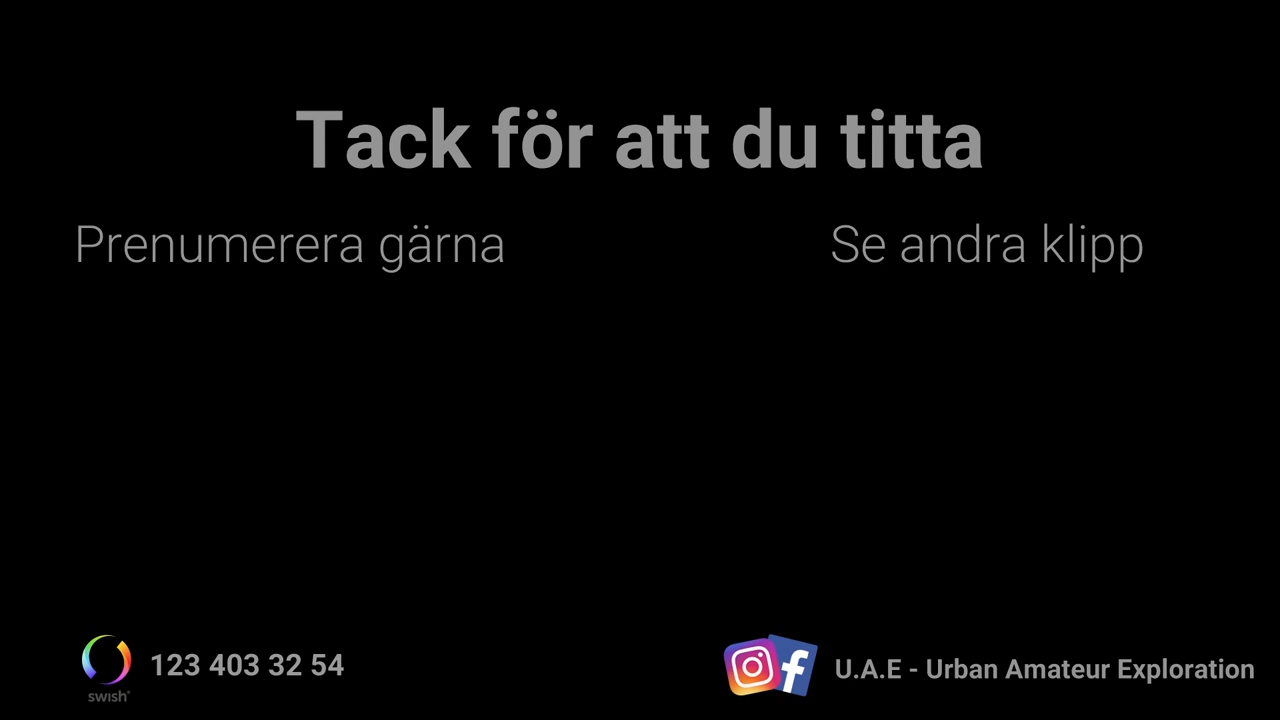 Tack för att du titta
Prenumerera gärna
Se andra klipp
swish
123 403 32 54
U.A.E - Urban Amateur Exploration